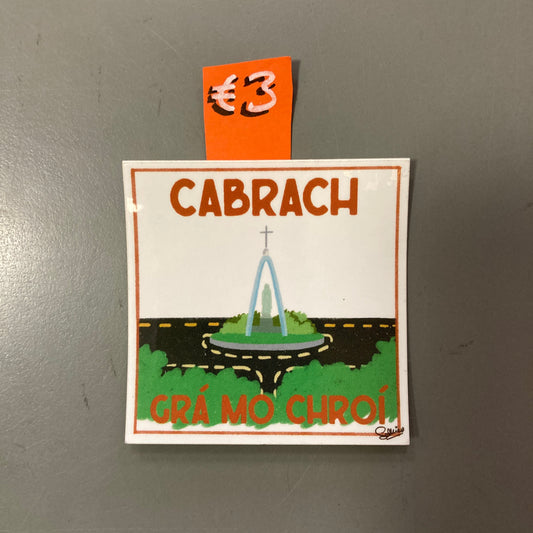 €3
CABRACH
GRÁ MO CHROÍ